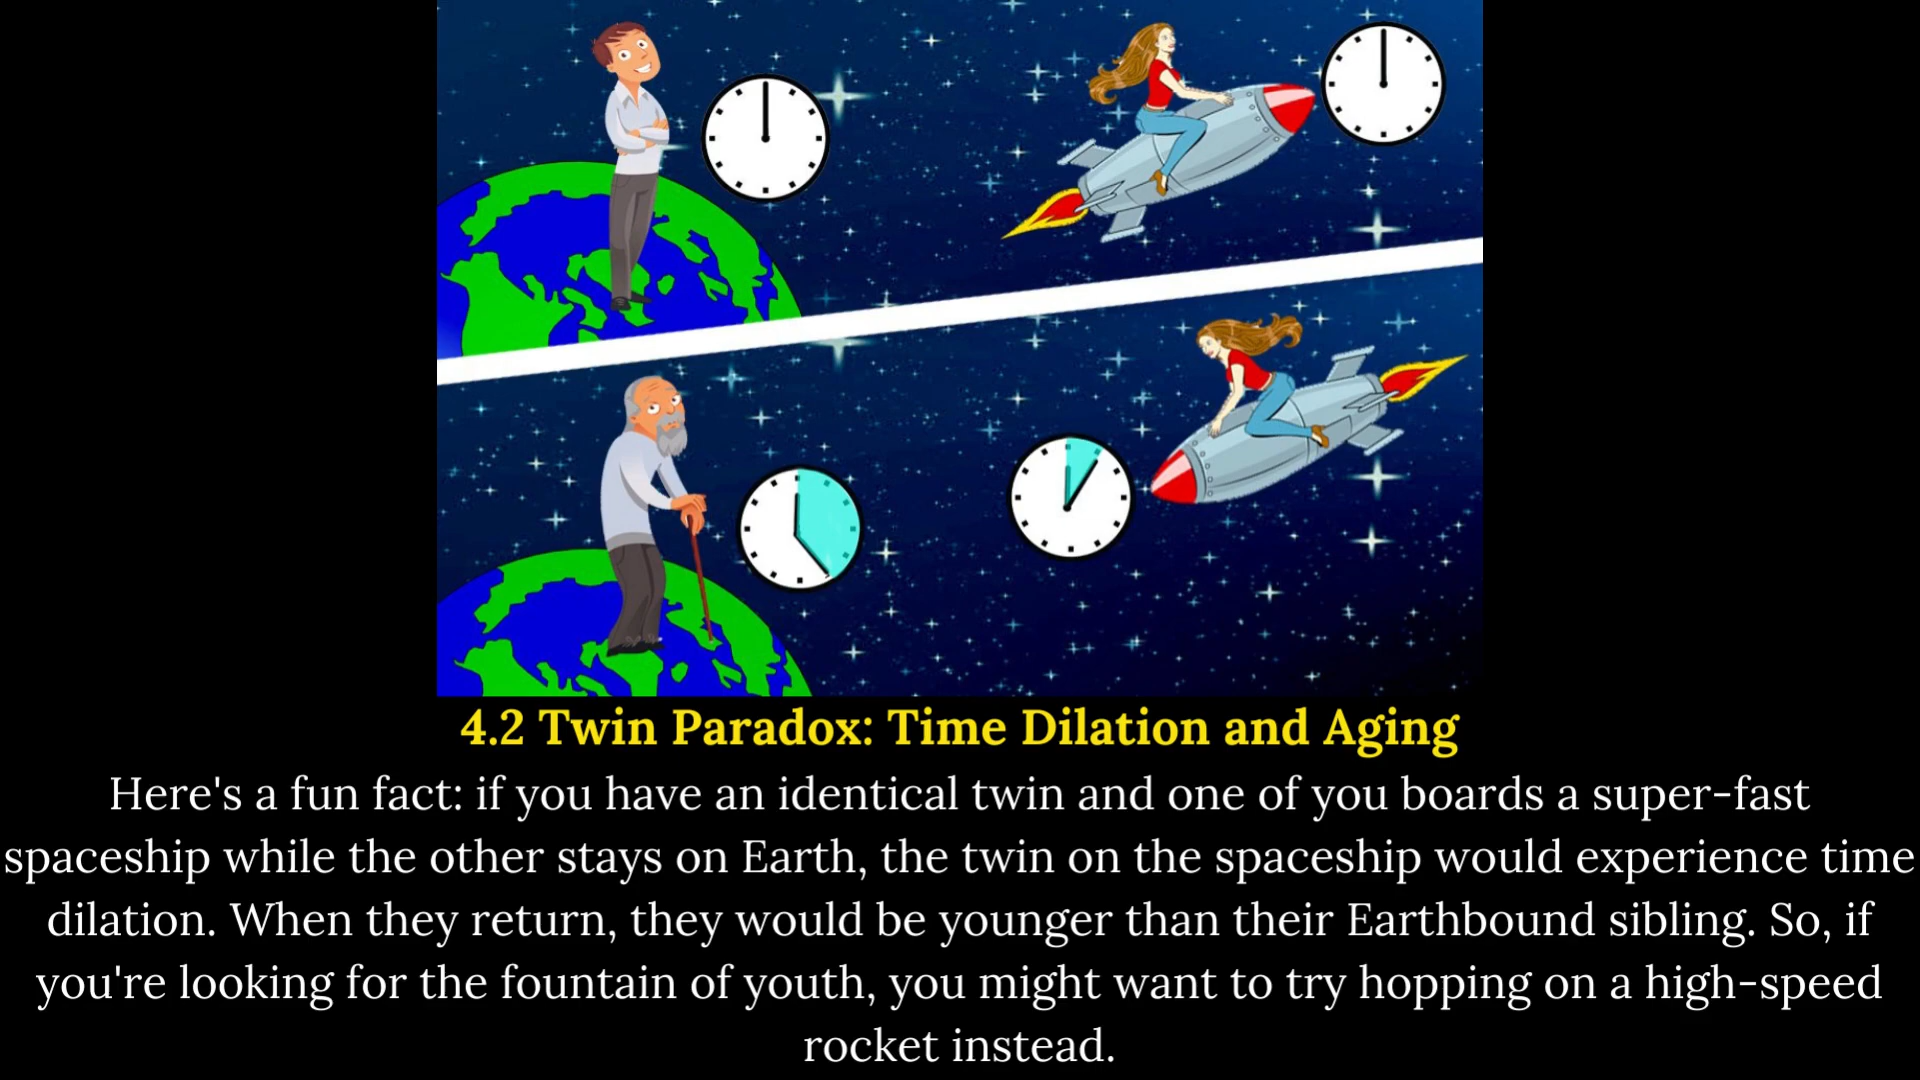 4.2 Twin Paradox: Time Dilation and Aging
Here's a fun fact: if you have an identical twin and one of you boards a super-fast
spaceship while the other stays on Earth, the twin on the spaceship would experience time
dilation. When they return, they would be younger than their Earthbound sibling. So, if
you're looking for the fountain of youth, you might want to try hopping on a high-speed
rocket instead.